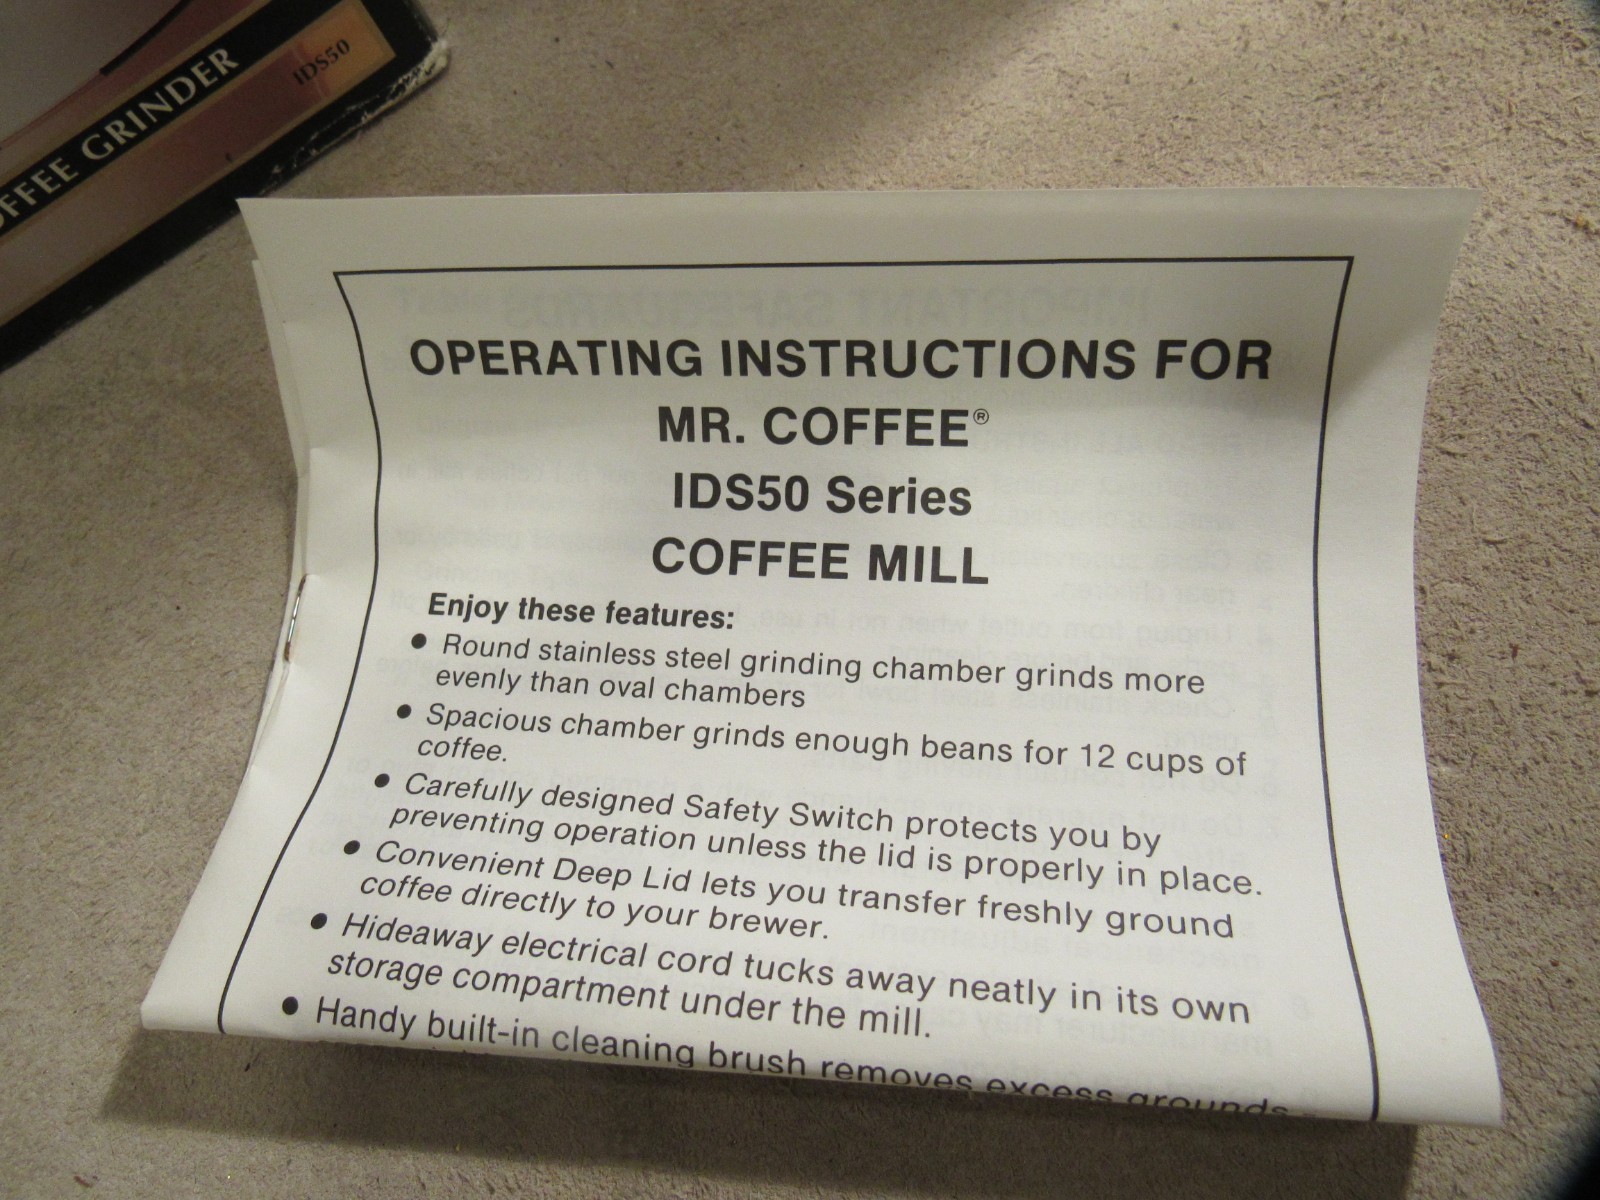 COFFEE GRINDER
IDS50
OPERATING INSTRUCTIONS FOR
MR. COFFEE®
IDS50 Series
COFFEE MILL
Enjoy these features:
● Round stainless steel grinding chamber grinds more
evenly than oval chambers
● Spacious chamber grinds enough beans for 12 cups of
coffee.
● Carefully designed Safety Switch protects you by
preventing operation unless the lid is properly in place.
● Convenient Deep Lid lets you transfer freshly ground
coffee directly to your brewer.
● Hideaway electrical cord tucks away neatly in its own
storage compartment under the mill.
● Handy built-in cleaning brush removes excess grounds